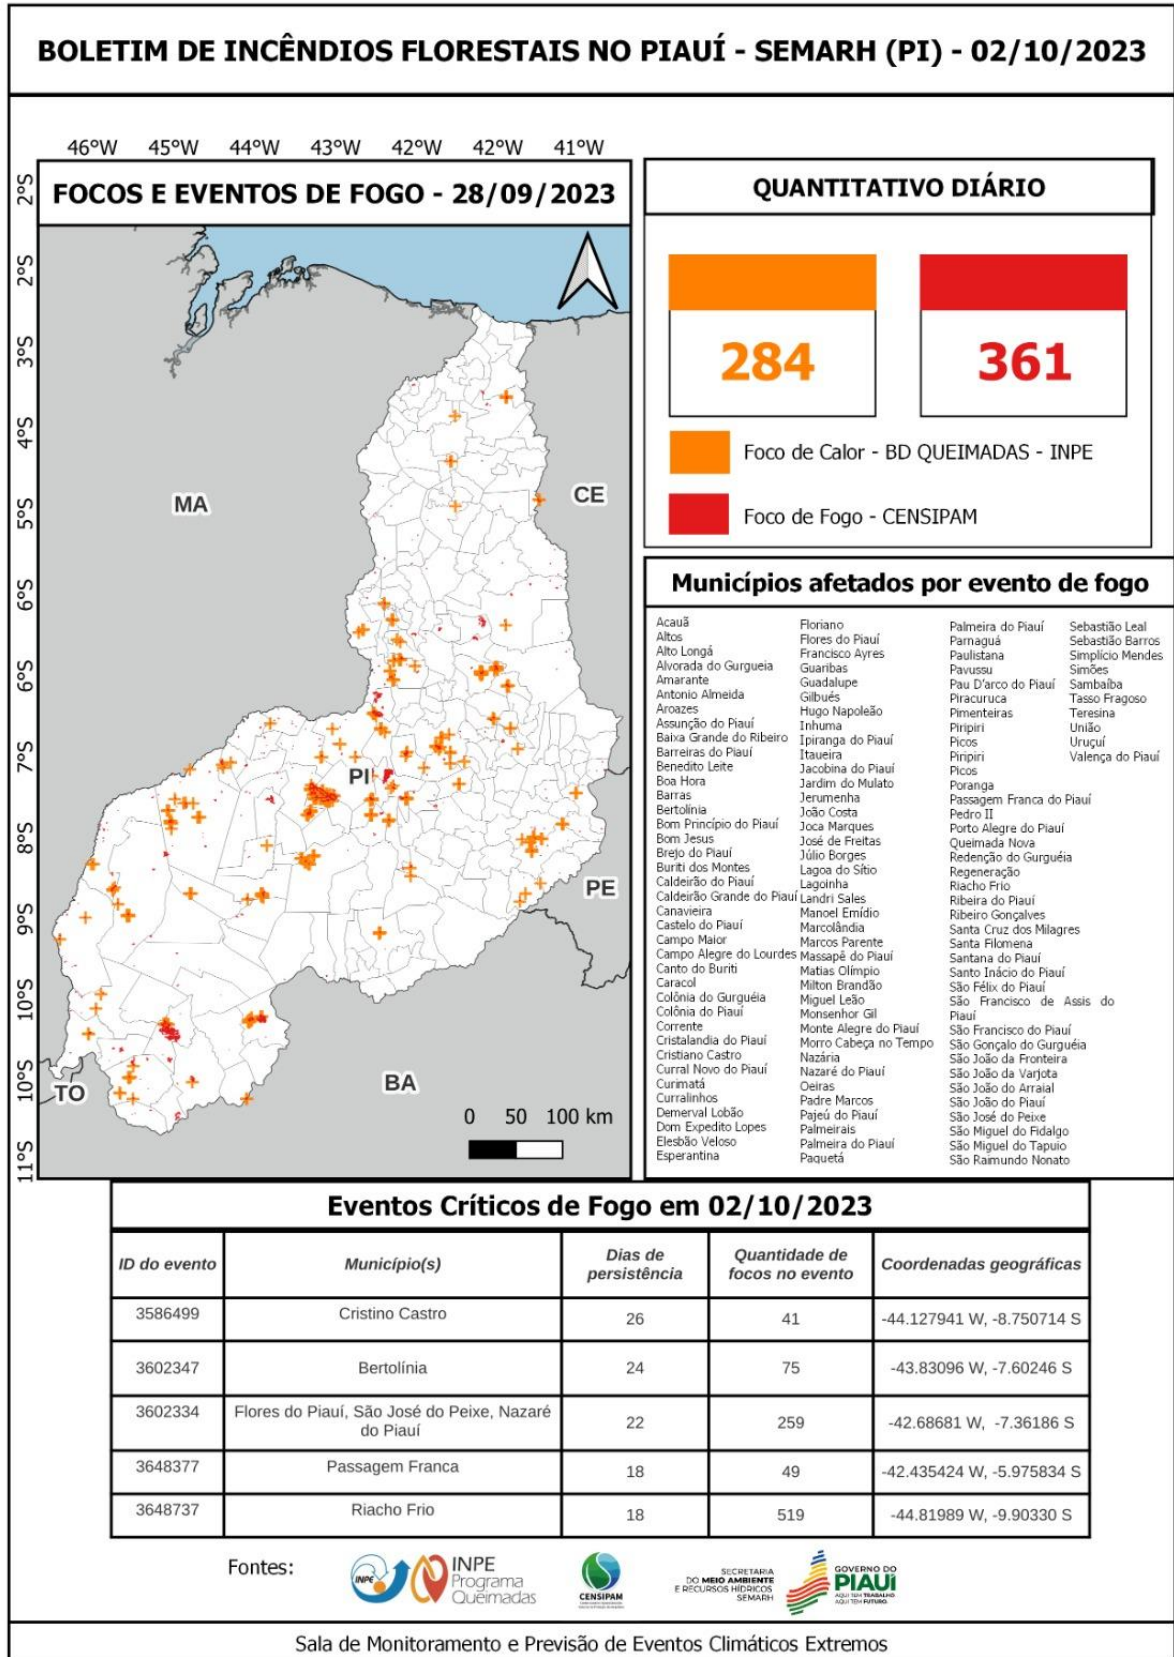 BOLETIM DE INCÊNDIOS FLORESTAIS NO PIAUÍ - SEMARH (PI) - 02/10/2023
46°W 45°W 44°W 43°W 42°W 42°W 41°W
FOCOS E EVENTOS DE FOGO - 28/09/2023
2°S
2°S
3°S
4°S
5°S
6°S
6°S
7°S
8°S
9°S
10°S
10°S
11°S
MA
CE
PI
PE
TO
BA
0 50 100 km
QUANTITATIVO DIÁRIO
284
361
Foco de Calor - BD QUEIMADAS - INPE
Foco de Fogo - CENSIPAM
Municípios afetados por evento de fogo
Acauã
Altos
Alto Longá
Alvorada do Gurgueia
Amarante
Antonio Almeida
Aroazes
Assunção do Piauí
Baixa Grande do Ribeiro
Barreiras do Piauí
Benedito Leite
Boa Hora
Barras
Bertolínia
Bom Princípio do Piauí
Bom Jesus
Brejo do Piauí
Buriti dos Montes
Caldeirão do Piauí
Caldeirão Grande do Piauí
Canavieira
Castelo do Piauí
Campo Maior
Campo Alegre do Lourdes
Canto do Buriti
Caracol
Colônia do Gurguéia
Colônia do Piauí
Corrente
Cristalandia do Piauí
Cristiano Castro
Curral Novo do Piauí
Curimatá
Curralinhos
Demerval Lobão
Dom Expedito Lopes
Elesbão Veloso
Esperantina
Floriano
Flores do Piauí
Francisco Ayres
Guaribas
Guadalupe
Gilbués
Hugo Napoleão
Inhuma
Ipiranga do Piauí
Itaueira
Jacobina do Piauí
Jardim do Mulato
Jerumenha
João Costa
Joca Marques
José de Freitas
Júlio Borges
Lagoa do Sítio
Lagoinha
Landri Sales
Manoel Emídio
Marcolândia
Marcos Parente
Massapê do Piauí
Matias Olímpio
Milton Brandão
Miguel Leão
Monsenhor Gil
Monte Alegre do Piauí
Morro Cabeça no Tempo
Nazária
Nazaré do Piauí
Oeiras
Padre Marcos
Pajeú do Piauí
Palmeirais
Palmeira do Piauí
Paquetá
Palmeira do Piauí
Parnaguá
Paulistana
Pavussu
Pau D'arco do Piauí
Piracuruca
Pimenteiras
Piripiri
Picos
Piripiri
Picos
Poranga
Passagem Franca do Piauí
Pedro II
Porto Alegre do Piauí
Queimada Nova
Redenção do Gurguéia
Regeneração
Riacho Frio
Ribeira do Piauí
Ribeiro Gonçalves
Santa Cruz dos Milagres
Santa Filomena
Santana do Piauí
Santo Inácio do Piauí
São Félix do Piauí
São Francisco de Assis do
Piauí
São Francisco do Piauí
São Gonçalo do Gurguéia
São João da Fronteira
São João da Varjota
São João do Arraial
São João do Piauí
São José do Peixe
São Miguel do Fidalgo
São Miguel do Tapuio
São Raimundo Nonato
Sebastião Leal
Sebastião Barros
Simplício Mendes
Simões
Sambaíba
Tasso Fragoso
Teresina
União
Uruçuí
Valença do Piauí
Eventos Críticos de Fogo em 02/10/2023
ID do evento Município(s) Dias de persistência Quantidade de focos no evento Coordenadas geográficas
3586499 Cristino Castro 26 41 -44.127941 W, -8.750714 S
3602347 Bertolínia 24 75 -43.83096 W, -7.60246 S
3602334 Flores do Piauí, São José do Peixe, Nazaré do Piauí 22 259 -42.68681 W, -7.36186 S
3648377 Passagem Franca 18 49 -42.435424 W, -5.975834 S
3648737 Riacho Frio 18 519 -44.81989 W, -9.90330 S
Fontes:
INPE
INPE
Programa
Queimadas
CENSIPAM
SECRETARIA
DO MEIO AMBIENTE
E RECURSOS HÍDRICOS
SEMARH
GOVERNO DO
PIAUÍ
AQUI TEM TRABALHO.
AQUI TEM FUTURO.
Sala de Monitoramento e Previsão de Eventos Climáticos Extremos